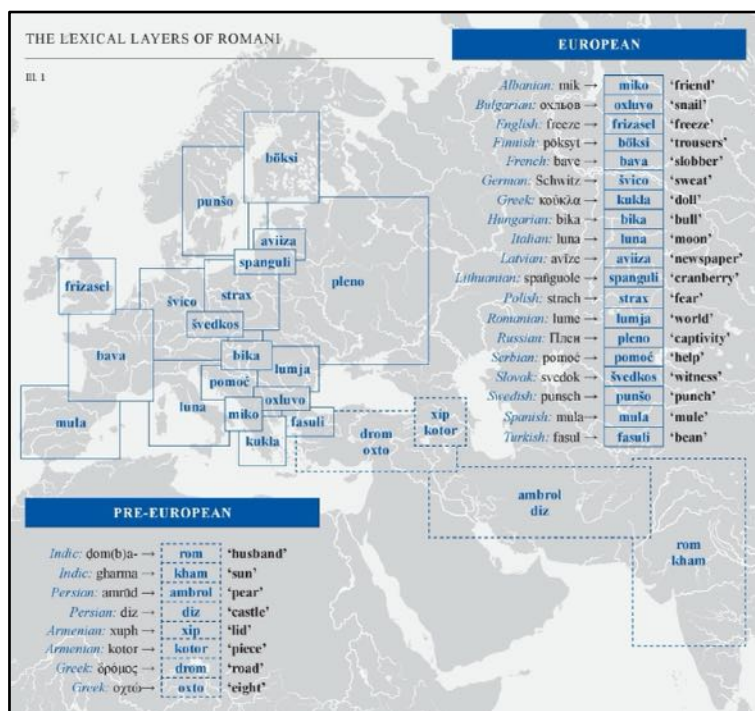 THE LEXICAL LAYERS OF ROMANI
Ill. 1
EUROPEAN
Albanian: mik → miko ‘friend’
Bulgarian: охльов → oxluvo ‘snail’
English: freeze → frizasel ‘freeze’
Finnish: pöksyt → böksi ‘trousers’
French: bave → bava ‘slobber’
German: Schwitz → švico ‘sweat’
Greek: κούκλα → kukla ‘doll’
Hungarian: bika → bika ‘bull’
Italian: luna → luna ‘moon’
Latvian: avīze → aviiza ‘newspaper’
Lithuanian: spañguole → spanguli ‘cranberry’
Polish: strach → strax ‘fear’
Romanian: lume → lumja ‘world’
Russian: Плен → pleno ‘captivity’
Serbian: pomoć → pomoć ‘help’
Slovak: svedok → švedkos ‘witness’
Swedish: punsch → punšo ‘punch’
Spanish: mula → mula ‘mule’
Turkish: fasul → fasuli ‘bean’
böksi
punšo
aviiza
spanguli
pleno
frizasel
švico
strax
švedkos
bava
bika
lumja
pomoć
oxluvo
mula
luna
miko
fasuli
kukla
drom
oxto
xip
kotor
ambrol
diz
rom
kham
PRE-EUROPEAN
Indic: ḍom(b)a- → rom ‘husband’
Indic: gharma → kham ‘sun’
Persian: amrūd → ambrol ‘pear’
Persian: diz → diz ‘castle’
Armenian: xuph → xip ‘lid’
Armenian: kotor → kotor ‘piece’
Greek: δρόμος → drom ‘road’
Greek: οχτώ → oxto ‘eight’